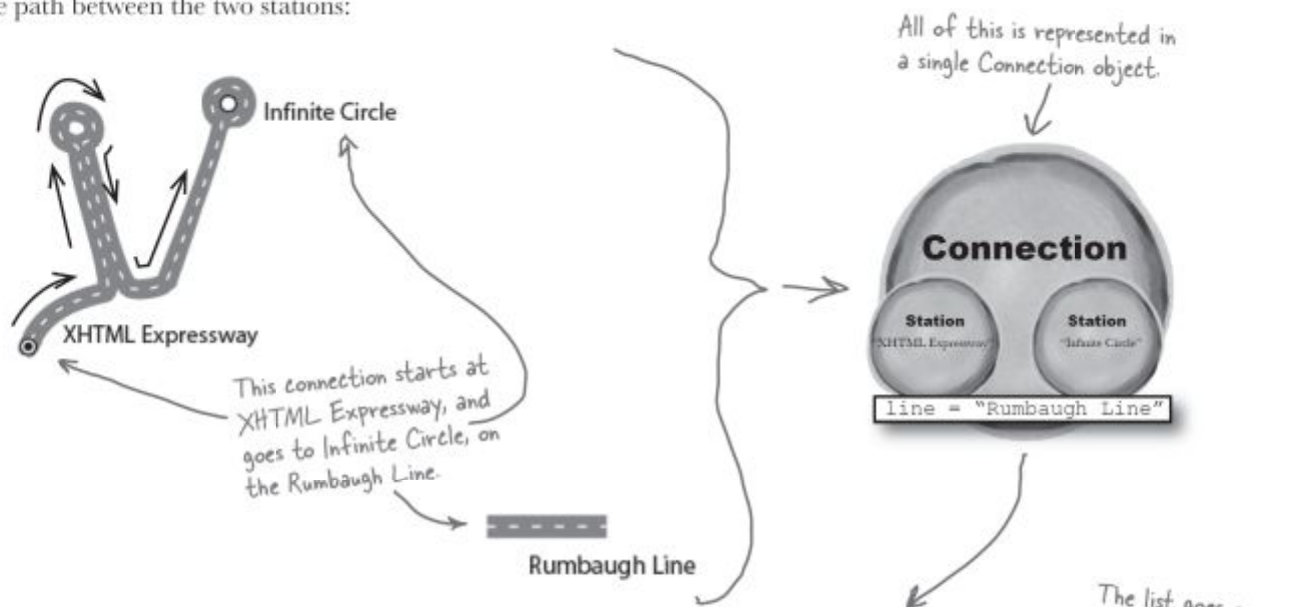 e path between the two stations:
All of this is represented in
a single Connection object.
Infinite Circle
Connection
Station
"XHTML Expressway"
Station
"Infinite Circle"
XHTML Expressway
This connection starts at
XHTML Expressway, and
goes to Infinite Circle, on
the Rumbaugh Line.
line = "Rumbaugh Line"
Rumbaugh Line
The list goes